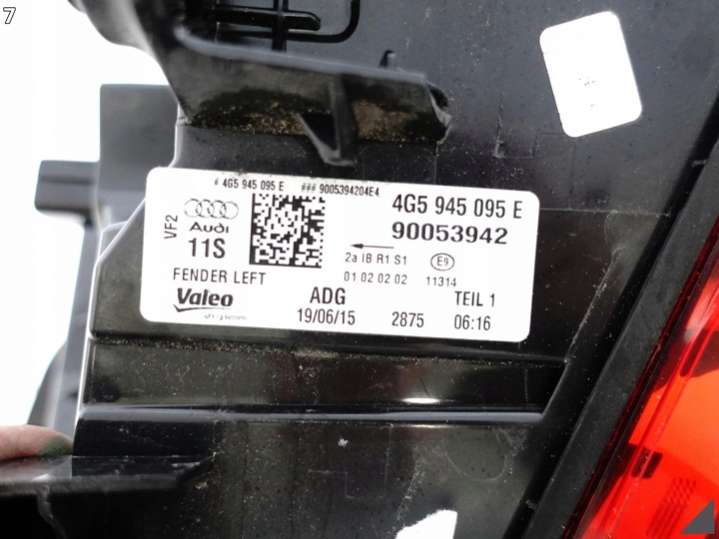 7
# 4G5 945 095 E ### 9005394204E4
4G5 945 095 E
90053942
VF2
Audi
11S
2a IB R1 S1
E9
FENDER LEFT
01 02 02 02
11314
Valeo
ADG
TEIL 1
19/06/15 2875 06:16